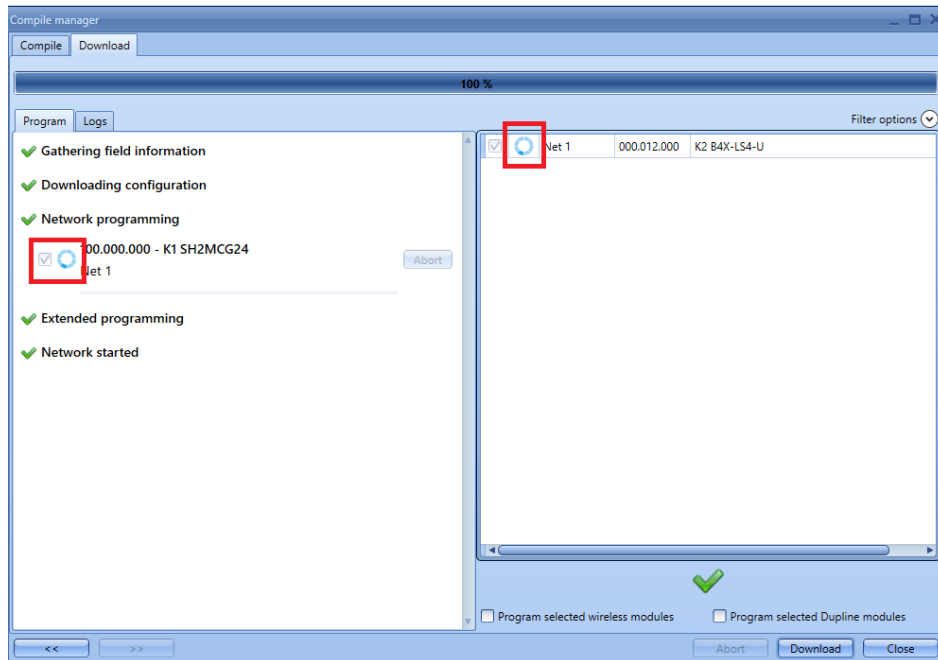 Compile manager
Compile Download
100 %
Program Logs
Filter options
Gathering field information
Downloading configuration
Network programming
100.000.000 - K1 SH2MCG24
Net 1
Abort
Extended programming
Network started
Net 1 000.012.000 K2 B4X-LS4-U
Program selected wireless modules Program selected Dupline modules
<< >> Abort Download Close